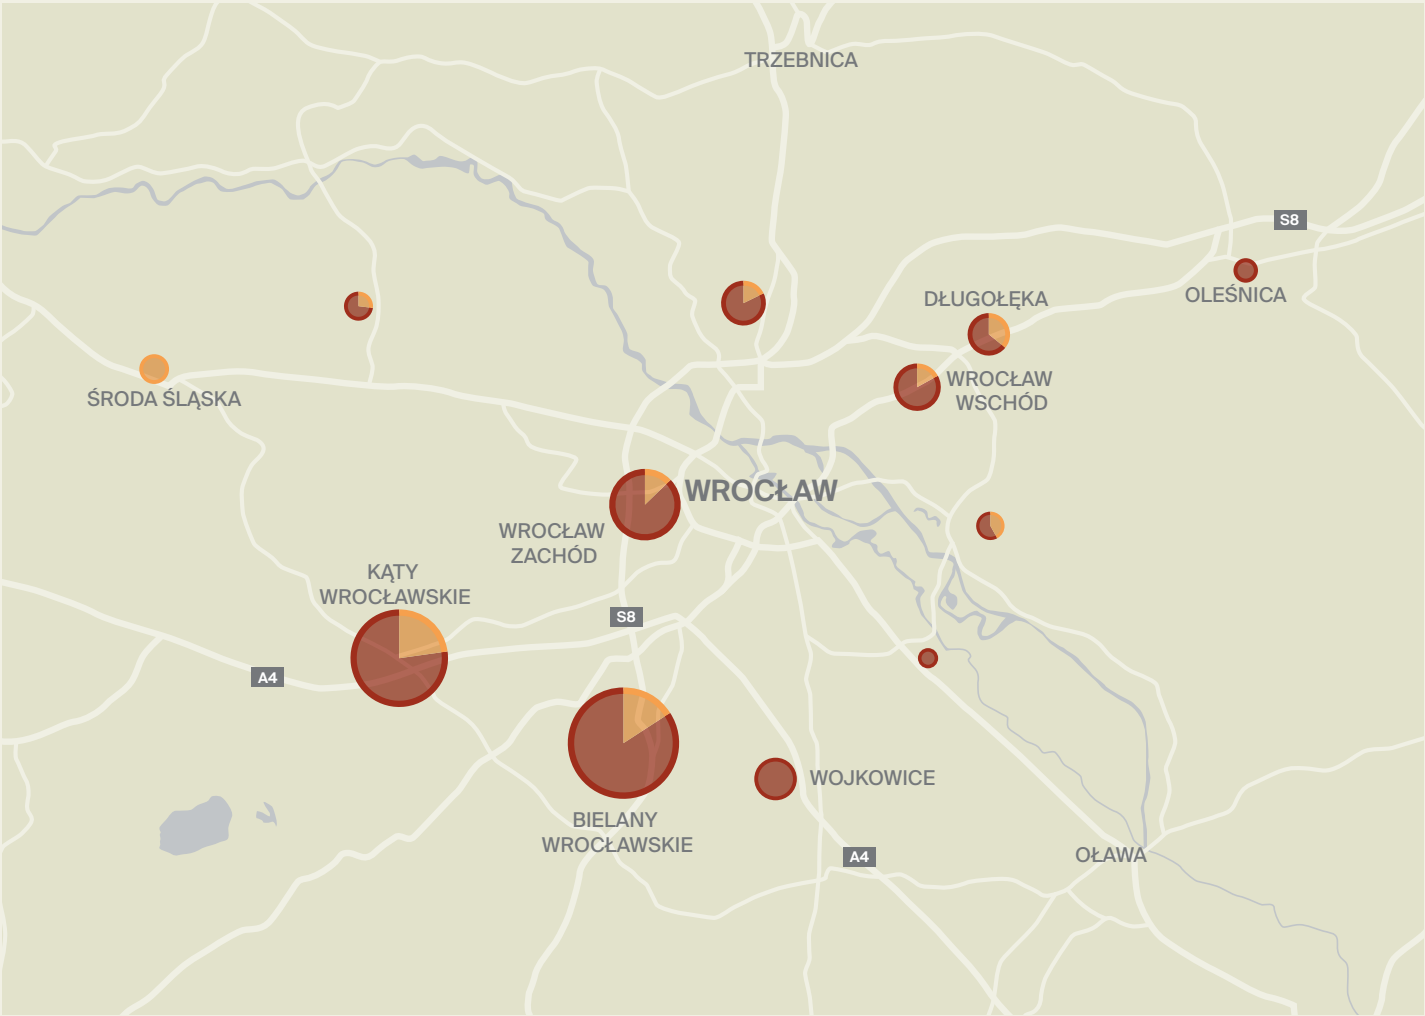 TRZEBNICA
S8
OLEŚNICA
DŁUGOŁĘKA
WROCŁAW
WSCHÓD
ŚRODA ŚLĄSKA
WROCŁAW
WROCŁAW
ZACHÓD
KĄTY
WROCŁAWSKIE
S8
A4
WOJKOWICE
BIELANY
WROCŁAWSKIE
A4
OŁAWA